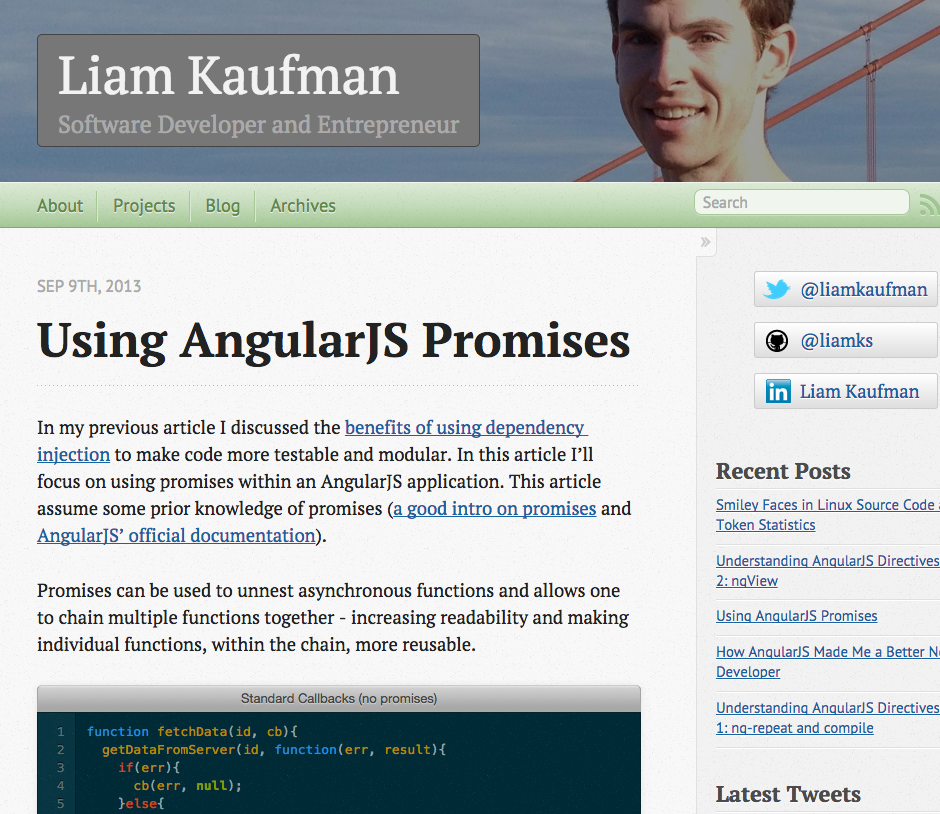 Liam Kaufman
Software Developer and Entrepreneur
About
Projects
Blog
Archives
Search
»
SEP 9TH, 2013
Using AngularJS Promises
In my previous article I discussed the benefits of using dependency
injection to make code more testable and modular. In this article I’ll
focus on using promises within an AngularJS application. This article
assume some prior knowledge of promises (a good intro on promises and
AngularJS’ official documentation).
Promises can be used to unnest asynchronous functions and allows one
to chain multiple functions together - increasing readability and making
individual functions, within the chain, more reusable.
Standard Callbacks (no promises)
1 function fetchData(id, cb){
2 getDataFromServer(id, function(err, result){
3 if(err){
4 cb(err, null);
5 }else{
@liamkaufman
@liamks
in Liam Kaufman
Recent Posts
Smiley Faces in Linux Source Code
Token Statistics
Understanding AngularJS Directives
2: ngView
Using AngularJS Promises
How AngularJS Made Me a Better
Developer
Understanding AngularJS Directives
1: ng-repeat and compile
Latest Tweets